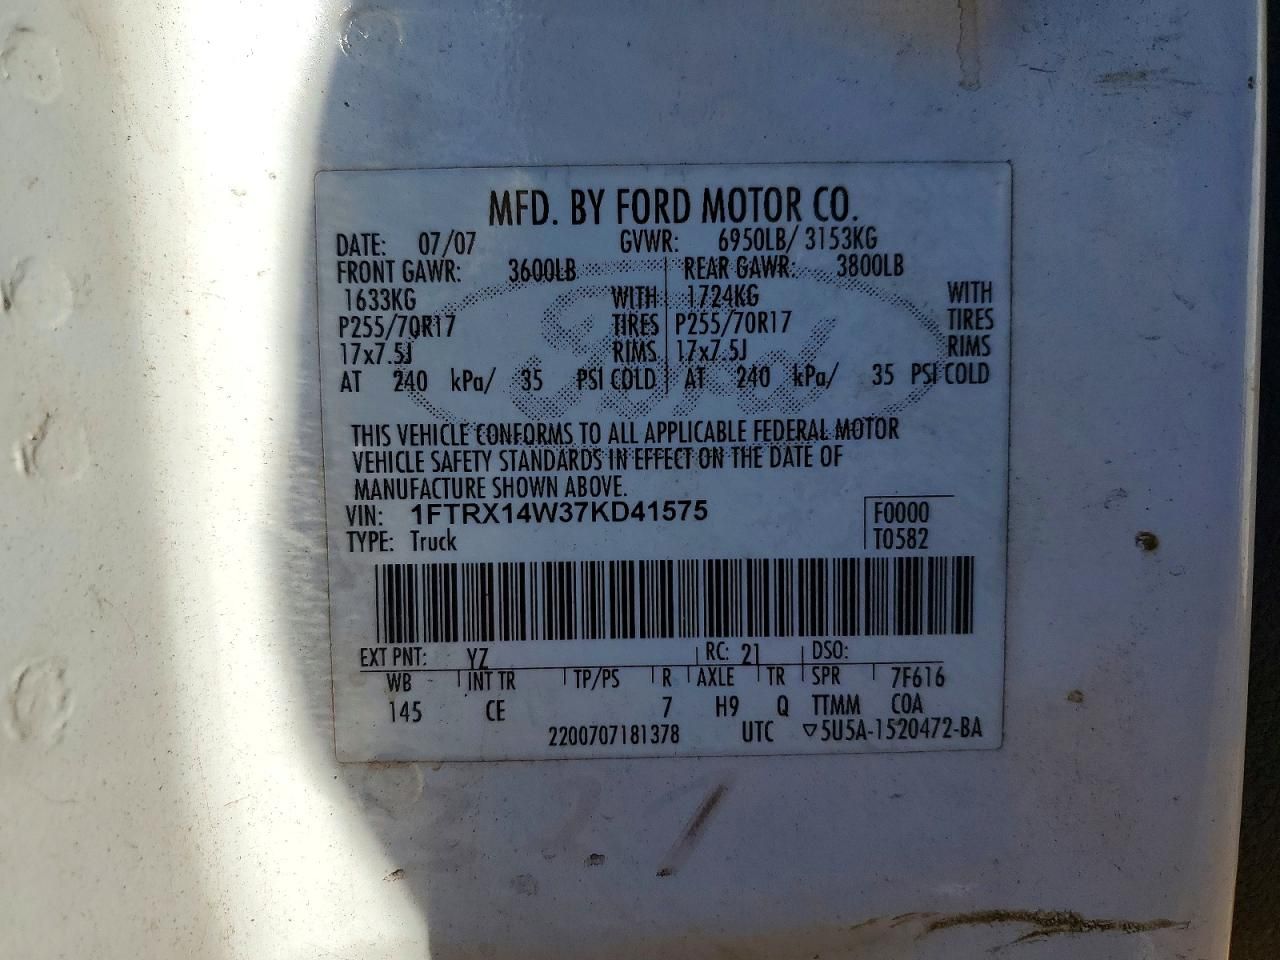 MFD. BY FORD MOTOR CO.
DATE: 07/07 GVWR: 6950LB/ 3153KG
FRONT GAWR: 3600LB REAR GAWR: 3800LB
1633KG WITH 1724KG WITH
P255/70R17 TIRES P255/70R17 TIRES
17x7.5J RIMS 17x7.5J RIMS
AT 240 kPa/ 35 PSI COLD AT 240 kPa/ 35 PSI COLD
Ford
THIS VEHICLE CONFORMS TO ALL APPLICABLE FEDERAL MOTOR
VEHICLE SAFETY STANDARDS IN EFFECT ON THE DATE OF
MANUFACTURE SHOWN ABOVE.
VIN: 1FTRX14W37KD41575 F0000
TYPE: Truck T0582
EXT PNT: YZ RC: 21 DSO:
WB INT TR TP/PS R AXLE TR SPR 7F616
145 CE 7 H9 Q TTMM COA
2200707181378 UTC ▽5U5A-1520472-BA